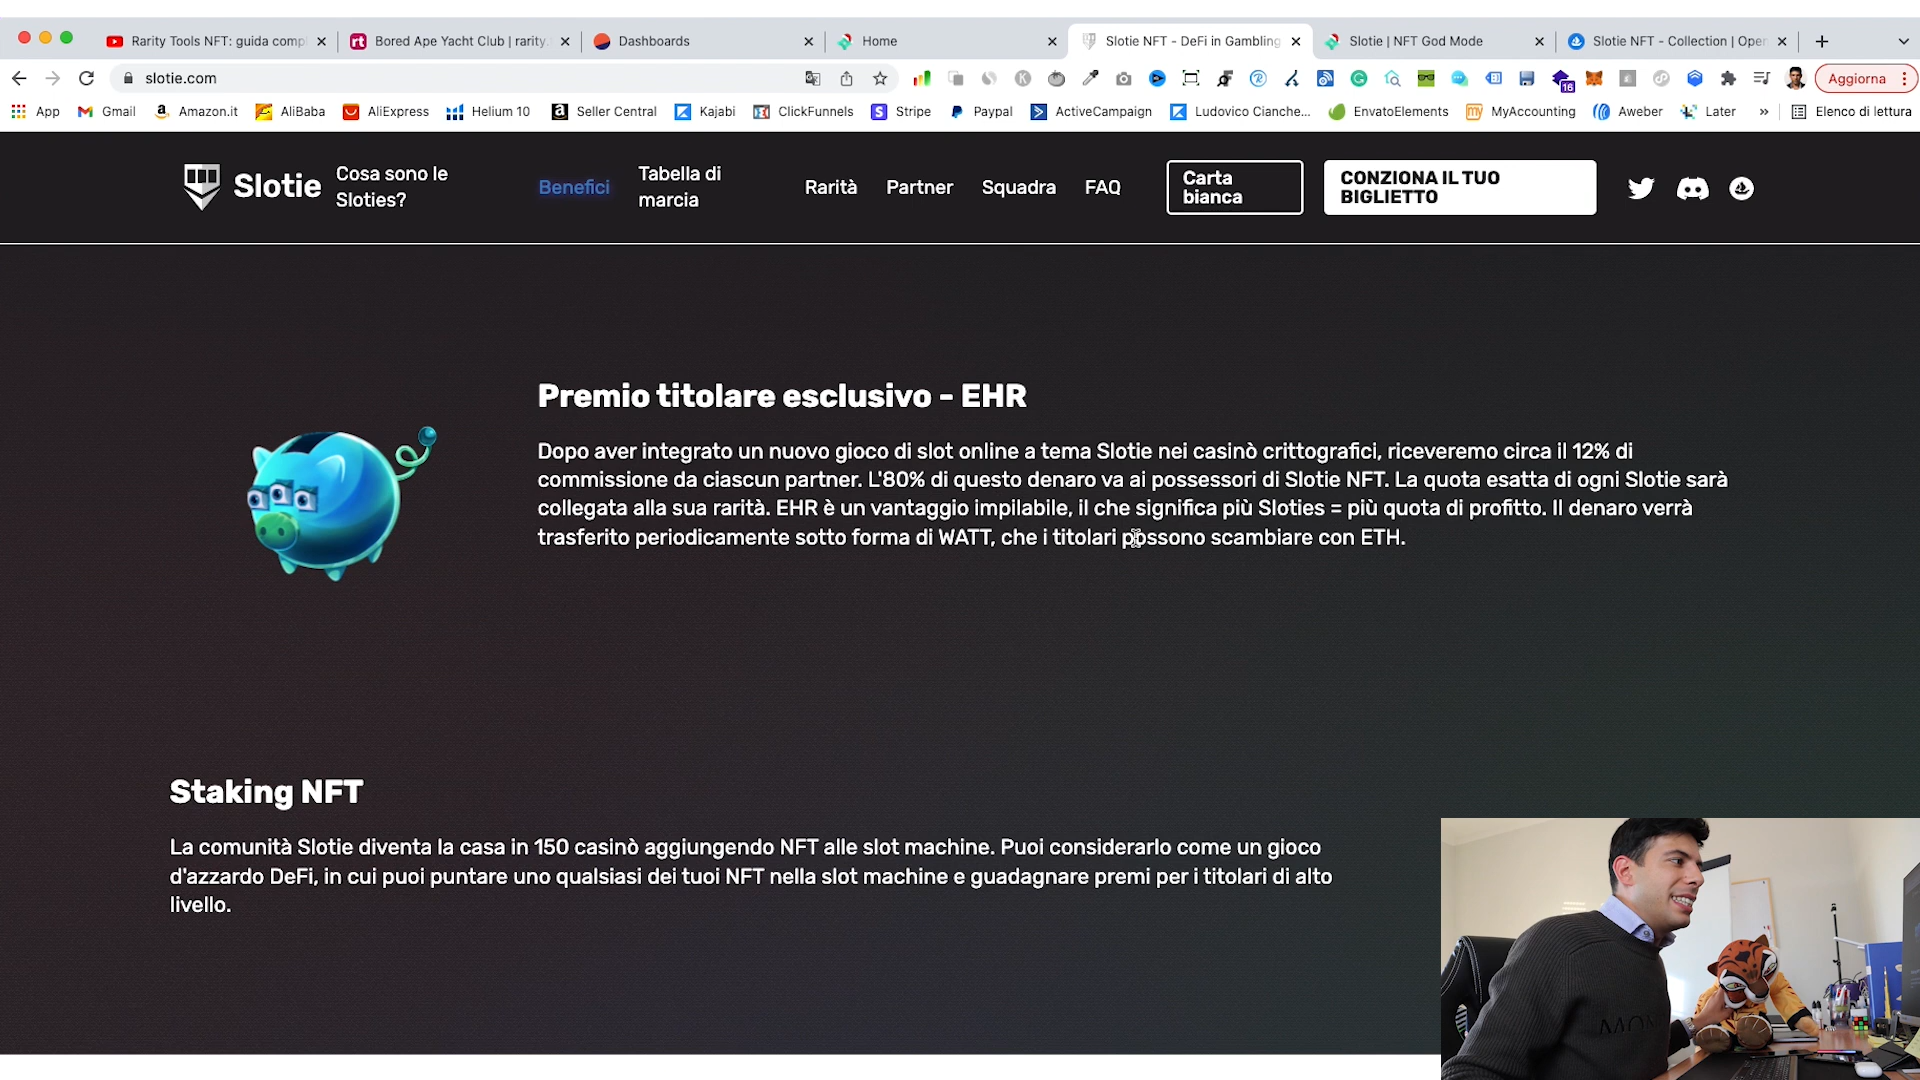 Rarity Tools NFT: guida comp
Bored Ape Yacht Club | rarity.
Dashboards
Home
Slotie NFT - DeFi in Gambling
Slotie | NFT God Mode
Slotie NFT - Collection | Open
slotie.com
16
Aggiorna
App
Gmail
Amazon.it
AliBaba
AliExpress
Helium 10
Seller Central
Kajabi
ClickFunnels
Stripe
Paypal
ActiveCampaign
Ludovico Cianche...
EnvatoElements
MyAccounting
Aweber
Later
»
Elenco di lettura
Slotie
Cosa sono le
Sloties?
Benefici
Tabella di
marcia
Rarità
Partner
Squadra
FAQ
Carta
bianca
CONZIONA IL TUO
BIGLIETTO
Premio titolare esclusivo - EHR
Dopo aver integrato un nuovo gioco di slot online a tema Slotie nei casinò crittografici, riceveremo circa il 12% di
commissione da ciascun partner. L'80% di questo denaro va ai possessori di Slotie NFT. La quota esatta di ogni Slotie sarà
collegata alla sua rarità. EHR è un vantaggio impilabile, il che significa più Sloties = più quota di profitto. Il denaro verrà
trasferito periodicamente sotto forma di WATT, che i titolari possono scambiare con ETH.
Staking NFT
La comunità Slotie diventa la casa in 150 casinò aggiungendo NFT alle slot machine. Puoi considerarlo come un gioco
d'azzardo DeFi, in cui puoi puntare uno qualsiasi dei tuoi NFT nella slot machine e guadagnare premi per i titolari di alto
livello.